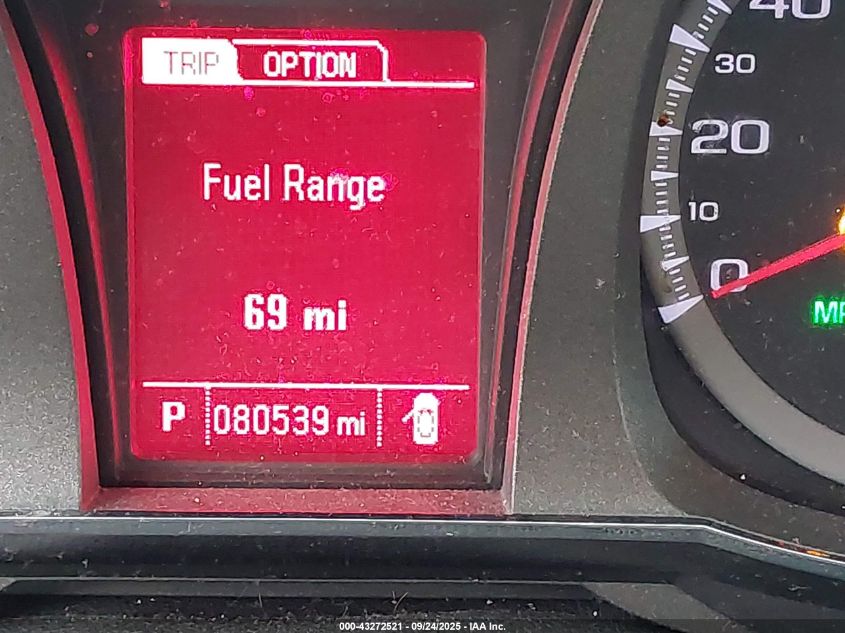 TRIP OPTION
Fuel Range
69 mi
P 080539 mi
40
30
20
10
0
000-43272521 - 09/24/2025 - IAA Inc.